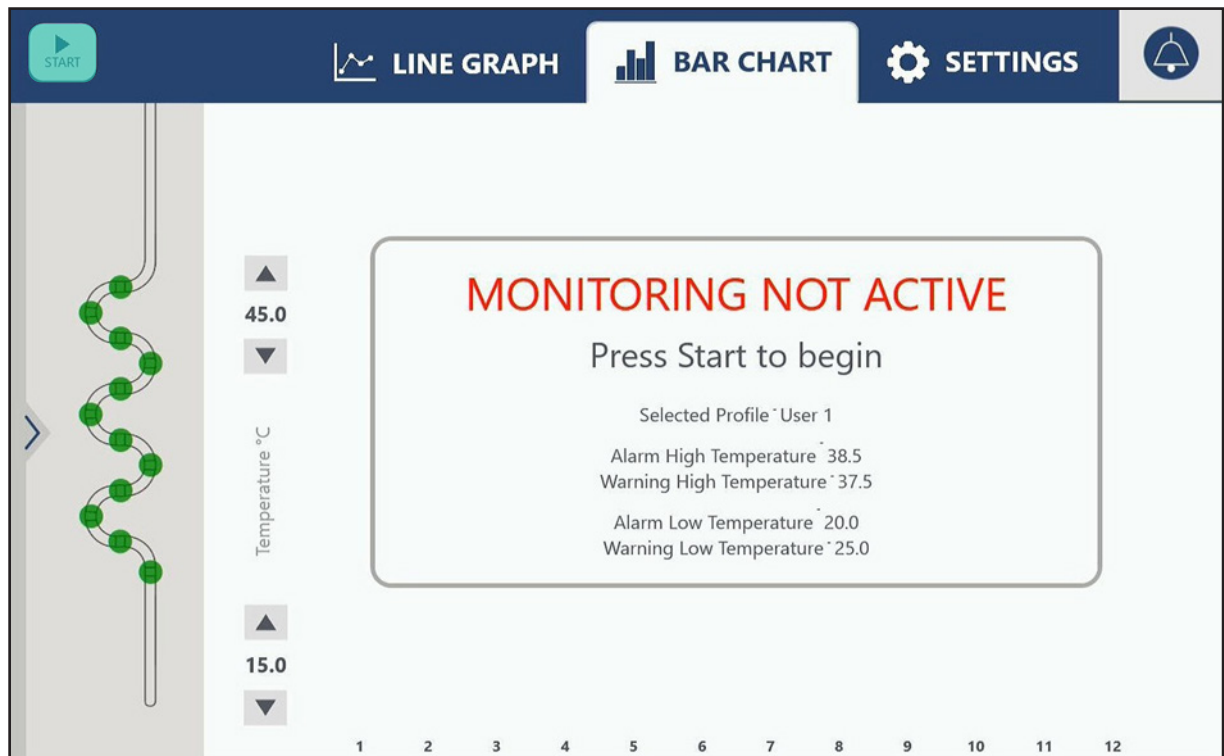 START
LINE GRAPH
BAR CHART
SETTINGS
45.0
Temperature °C
15.0
MONITORING NOT ACTIVE
Press Start to begin
Selected Profile - User 1
Alarm High Temperature - 38.5
Warning High Temperature - 37.5
Alarm Low Temperature - 20.0
Warning Low Temperature - 25.0
1 2 3 4 5 6 7 8 9 10 11 12